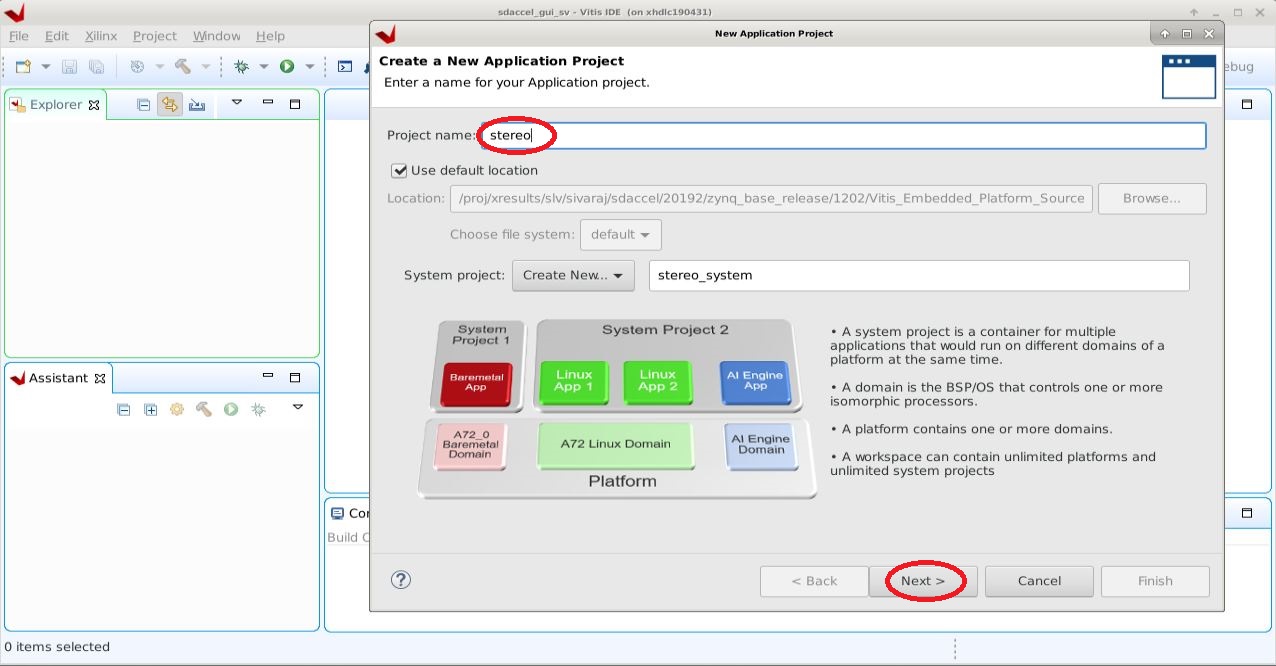 sdaccel_gui_sv - Vitis IDE (on xhdlc190431)
File Edit Xilinx Project Window Help
Explorer
Assistant
Build
0 items selected
ebug
New Application Project
Create a New Application Project
Enter a name for your Application project.
Project name: stereo
Use default location
Location: /proj/xresults/slv/sivaraj/sdaccel/20192/zynq_base_release/1202/Vitis_Embedded_Platform_Source Browse...
Choose file system: default
System project: Create New... stereo_system
System
Project 1
System Project 2
Baremetal
App
Linux
App 1
Linux
App 2
AI Engine
App
A72_0
Baremetal
Domain
A72 Linux Domain
AI Engine
Domain
Platform
• A system project is a container for multiple
applications that would run on different domains of a
platform at the same time.
• A domain is the BSP/OS that controls one or more
isomorphic processors.
• A platform contains one or more domains.
• A workspace can contain unlimited platforms and
unlimited system projects
< Back Next > Cancel Finish